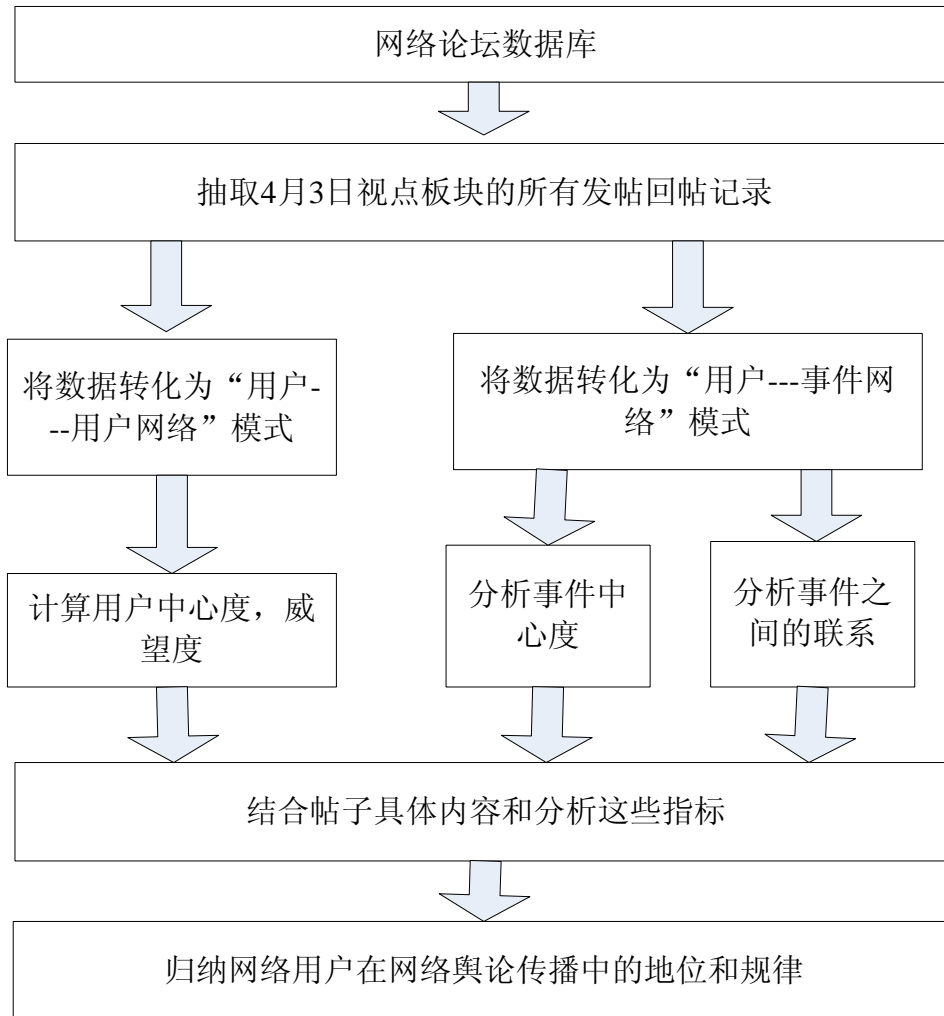 网络论坛数据库
抽取4月3日视点板块的所有发帖回帖记录
将数据转化为“用户-
--用户网络”模式
将数据转化为“用户---事件网
络”模式
计算用户中心度，威
望度
分析事件中
心度
分析事件之
间的联系
结合帖子具体内容和分析这些指标
归纳网络用户在网络舆论传播中的地位和规律